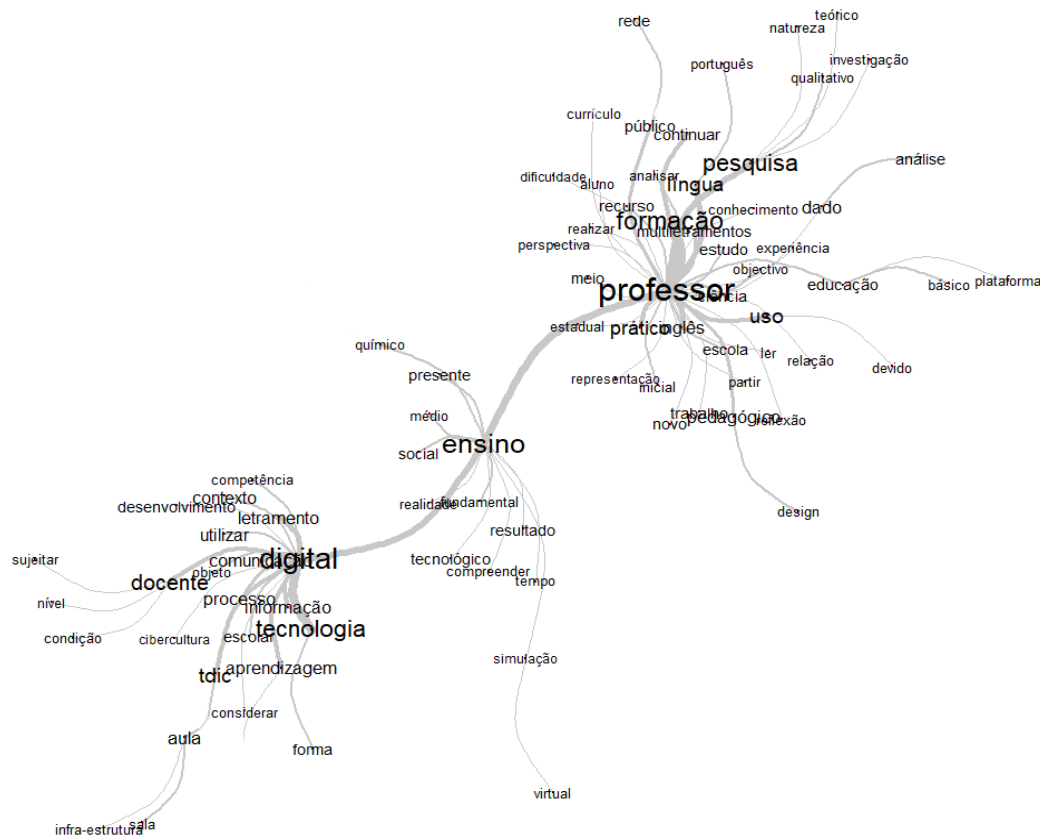 teórico
rede
natureza
português
investigação
qualitativo
currículo
público
continuar
pesquisa
análise
dificuldade
aluno
analisar
língua
recurso
conhecimento
dado
formação
realizar
multiletramentos
perspectiva
estudo
experiência
meio
objectivo
professor
ciência
educação
básico
plataforma
uso
estadual
prático
inglês
químico
escola
ler
relação
devido
presente
representação
inicial
partir
médio
novo
trabalho
pedagógico
reflexão
ensino
social
competência
contexto
desenvolvimento
realidade
fundamental
letramento
design
utilizar
resultado
sujeitar
comunicação
digital
tecnológico
objeto
compreender
docente
tempo
nível
processo
informação
condição
cibercultura
escolar
tecnologia
simulação
tdic
aprendizagem
considerar
aula
forma
virtual
infra-estrutura
sala